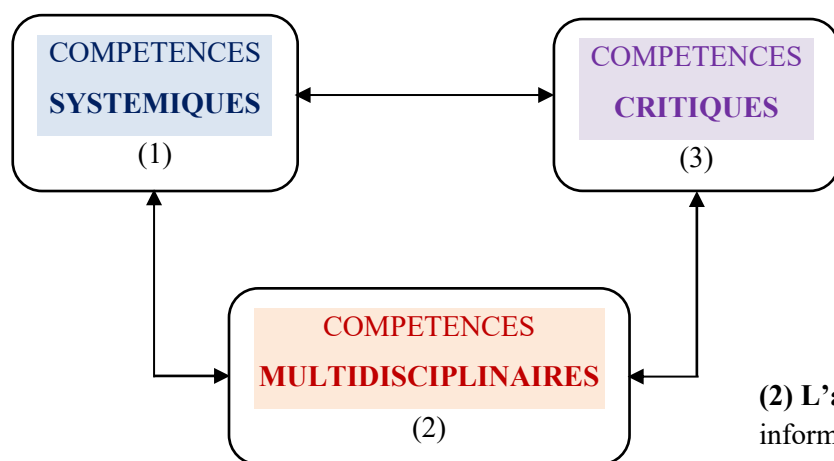 COMPETENCES
SYSTEMIQUES
(1)
COMPETENCES
CRITIQUES
(3)
COMPETENCES
MULTIDISCIPLINAIRES
(2)
(2) L'a
inform